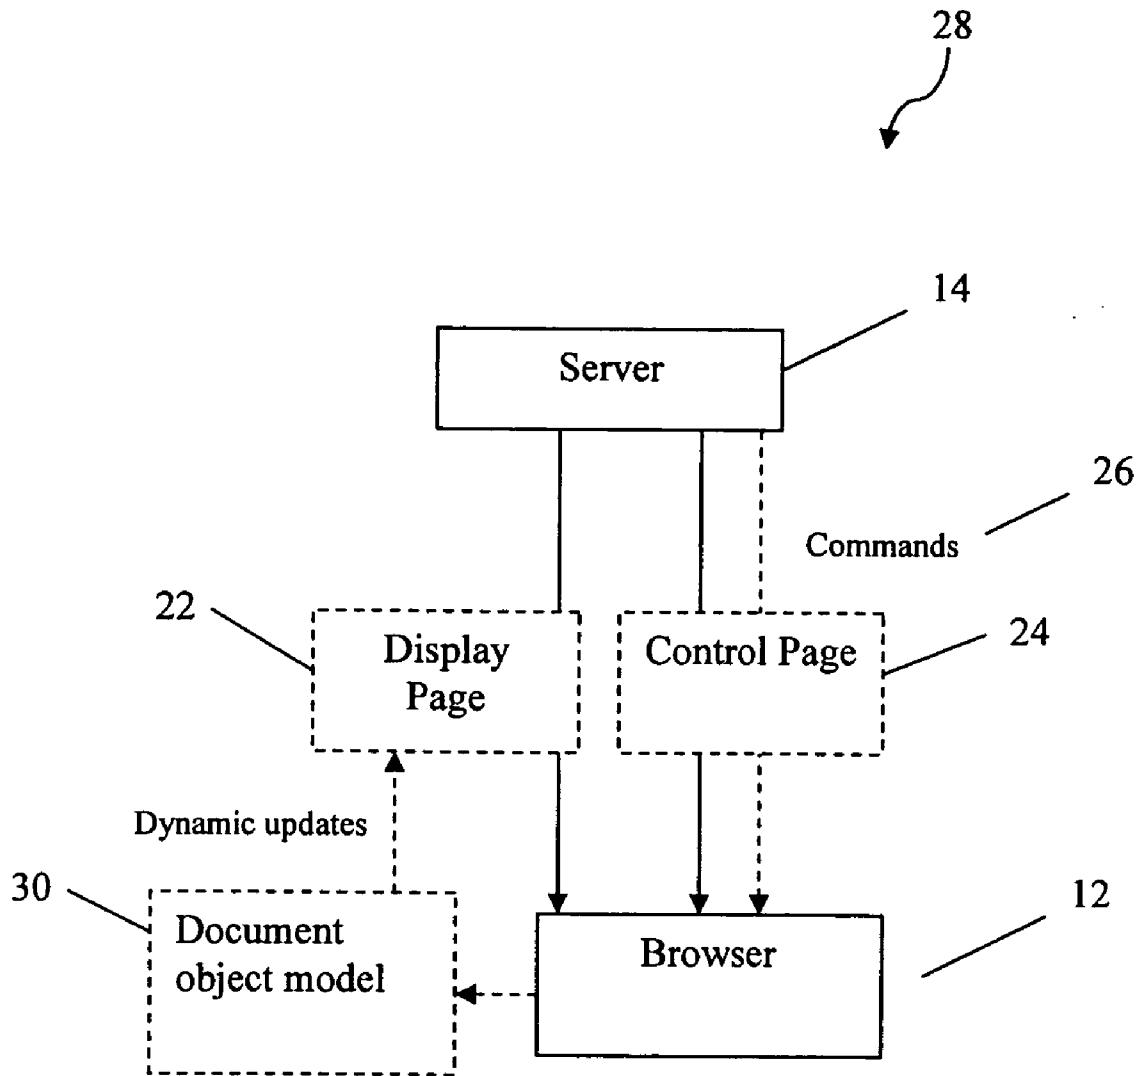 28
14
Server
26
Commands
22
Display
Page
Control Page
24
Dynamic updates
30
Document
object model
Browser
12